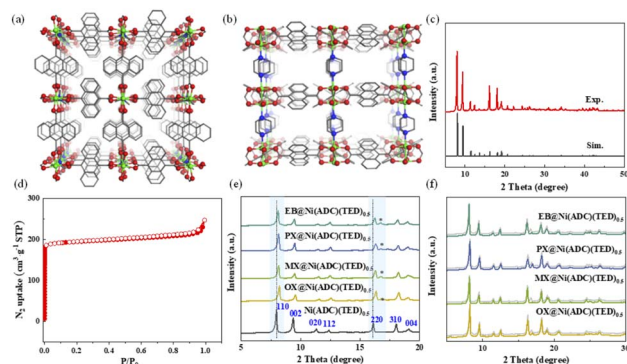 (a)
(b)
(c)
Intensity (a.u.)
Exp.
Sim.
10 20 30 40 50
2 Theta (degree)
(d)
N₂ uptake (cm³ g⁻¹ STP)
300
200
100
0
0.0 0.2 0.4 0.6 0.8 1.0
P/P₀
(e)
Intensity (a.u.)
EB@Ni(ADC)(TED)₀.₅
PX@Ni(ADC)(TED)₀.₅
MX@Ni(ADC)(TED)₀.₅
OX@Ni(ADC)(TED)₀.₅
Ni(ADC)(TED)₀.₅
110 002 020 112 220 310 004
5 10 15 20
2 Theta (degree)
(f)
Intensity (a.u.)
EB@Ni(ADC)(TED)₀.₅
PX@Ni(ADC)(TED)₀.₅
MX@Ni(ADC)(TED)₀.₅
OX@Ni(ADC)(TED)₀.₅
10 20 30
2 Theta (degree)